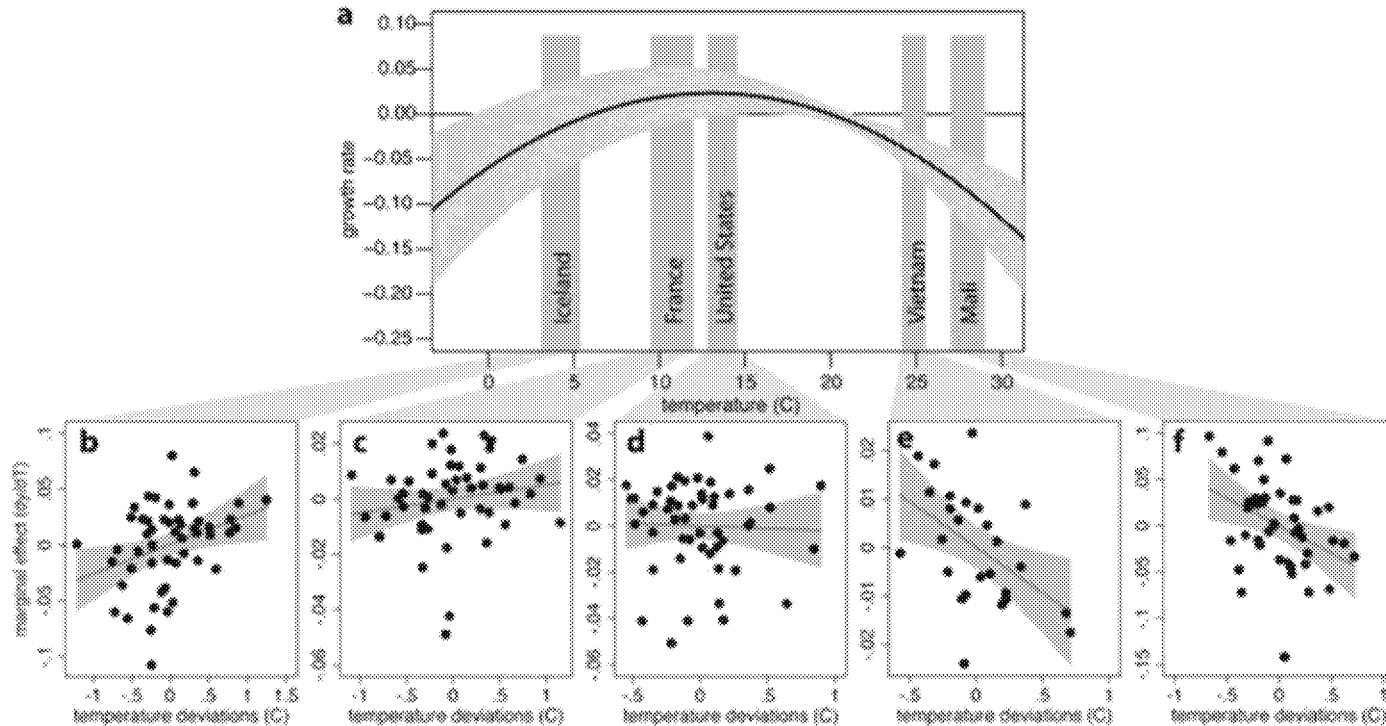 a
0.10
0.05
0.00
-0.05
-0.10
-0.15
-0.20
-0.25
growth rate
Iceland
France
United States
Vietnam
Mali
0 5 10 15 20 25 30
temperature (C)
b
marginal effect (dy/dT)
.1
.05
0
-.05
-.1
-1 -.5 0 .5 1 1.5
temperature deviations (C)
c
.02
0
-.02
-.04
-.06
-1 -.5 0 .5 1
temperature deviations (C)
d
.04
.02
0
-.02
-.04
-.06
-.5 0 .5 1
temperature deviations (C)
e
.02
.01
0
-.01
-.02
-.5 0 .5 1
temperature deviations (C)
f
.1
.05
0
-.05
-.1
-.15
-1 -.5 0 .5 1
temperature deviations (C)